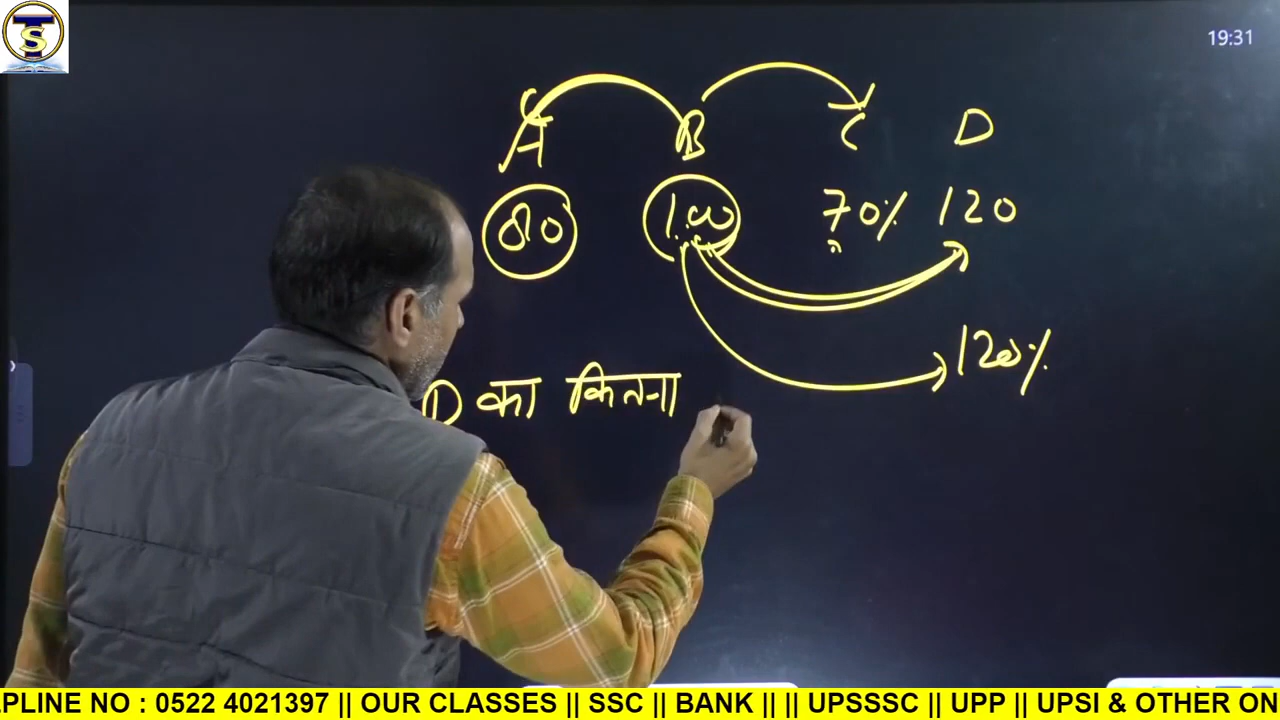 TS
19:31
A B C D
80 100 70% 120
120%
D का कितना
PLINE NO : 0522 4021397 || OUR CLASSES || SSC || BANK || || UPSSSC || UPP || UPSI & OTHER ON